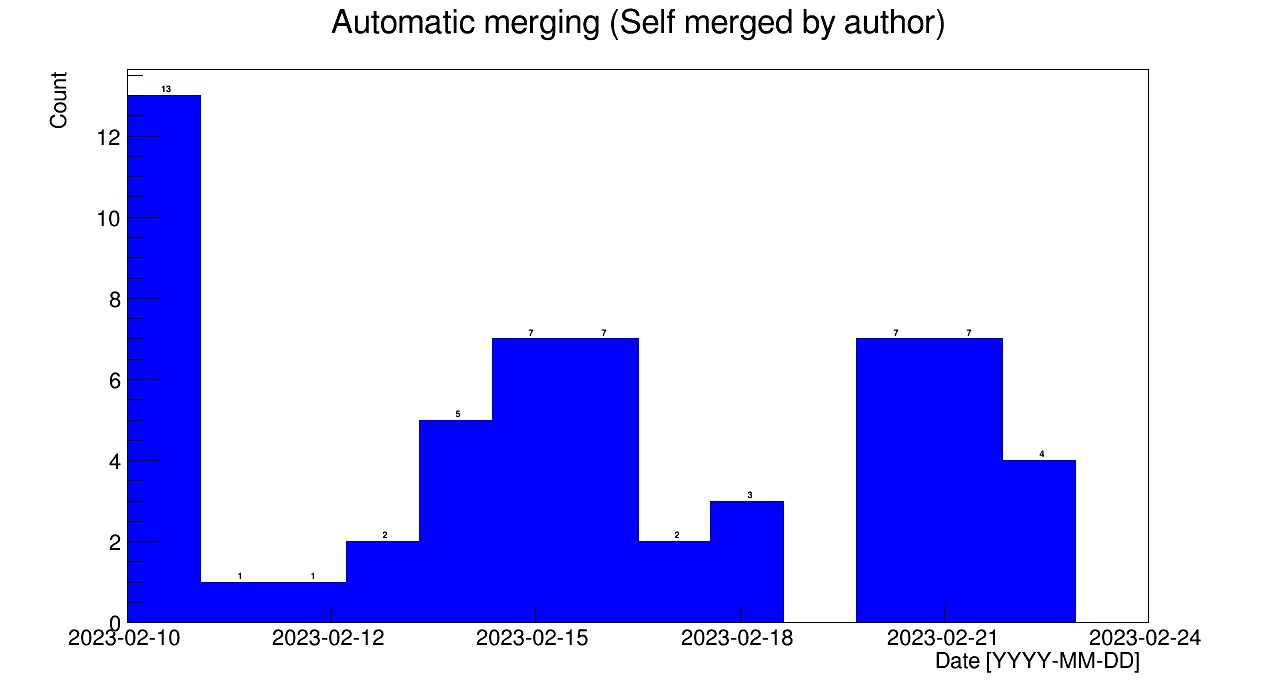 Automatic merging (Self merged by author)
Count
13
12
10
8
7 7 7 7
6
5
4
4
3
2
2 2
1 1
0
2023-02-10 2023-02-12 2023-02-15 2023-02-18 2023-02-21 2023-02-24
Date [YYYY-MM-DD]